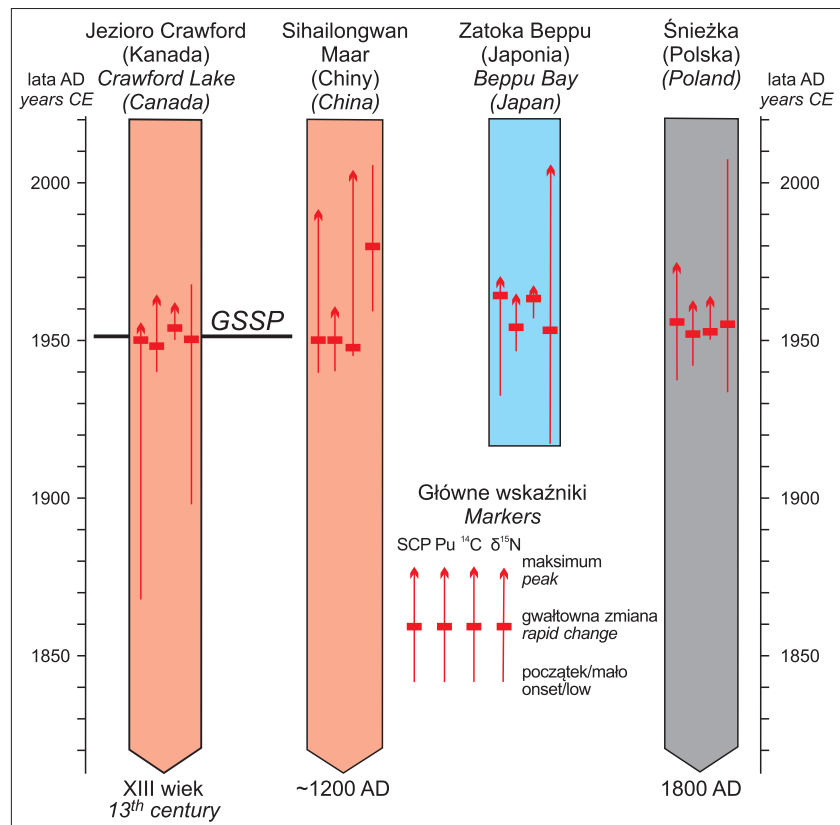 Jezioro Crawford
(Kanada)
Crawford Lake
(Canada)
Sihailongwan
Maar
(Chiny)
(China)
Zatoka Beppu
(Japonia)
Beppu Bay
(Japan)
Śnieżka
(Polska)
(Poland)
lata AD
years CE
lata AD
years CE
2000
1950
1900
1850
GSSP
2000
1950
1900
1850
Główne wskaźniki
Markers
SCP Pu ¹⁴C δ¹⁵N
maksimum
peak
gwałtowna zmiana
rapid change
początek/mało
onset/low
XIII wiek
13th century
~1200 AD
1800 AD